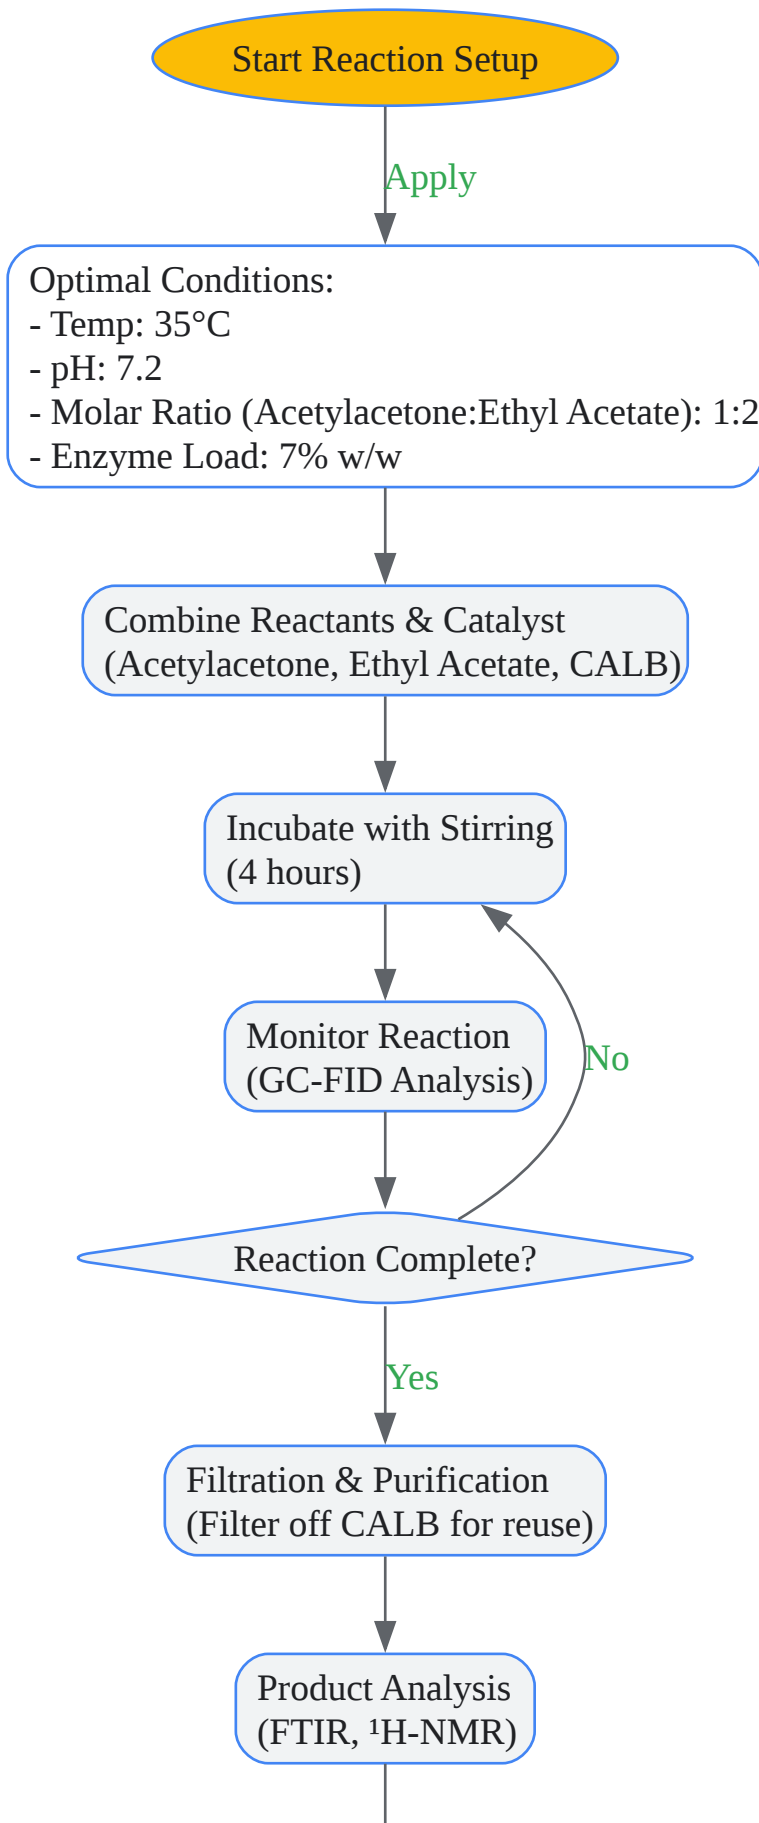 Start Reaction Setup
Apply
Optimal Conditions:
- Temp: 35°C
- pH: 7.2
- Molar Ratio (Acetylacetone:Ethyl Acetate): 1:2
- Enzyme Load: 7% w/w
Combine Reactants & Catalyst
(Acetylacetone, Ethyl Acetate, CALB)
Incubate with Stirring
(4 hours)
Monitor Reaction
(GC-FID Analysis)
No
Reaction Complete?
Yes
Filtration & Purification
(Filter off CALB for reuse)
Product Analysis
(FTIR, ¹H-NMR)